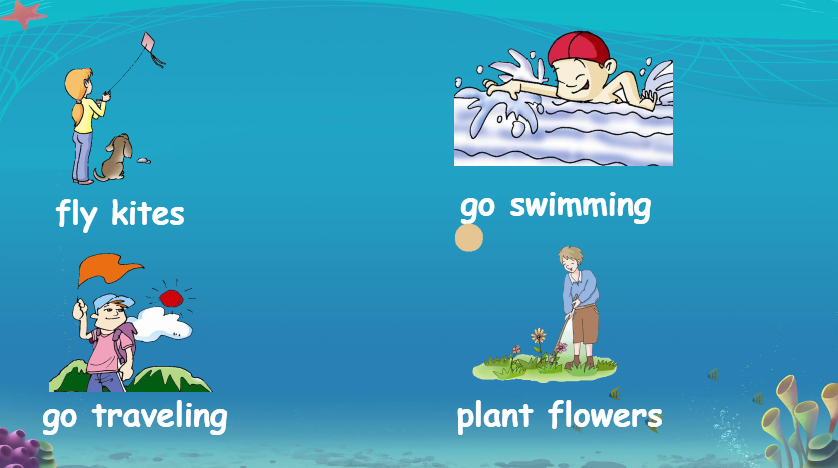 fly kites
go swimming
go traveling
plant flowers